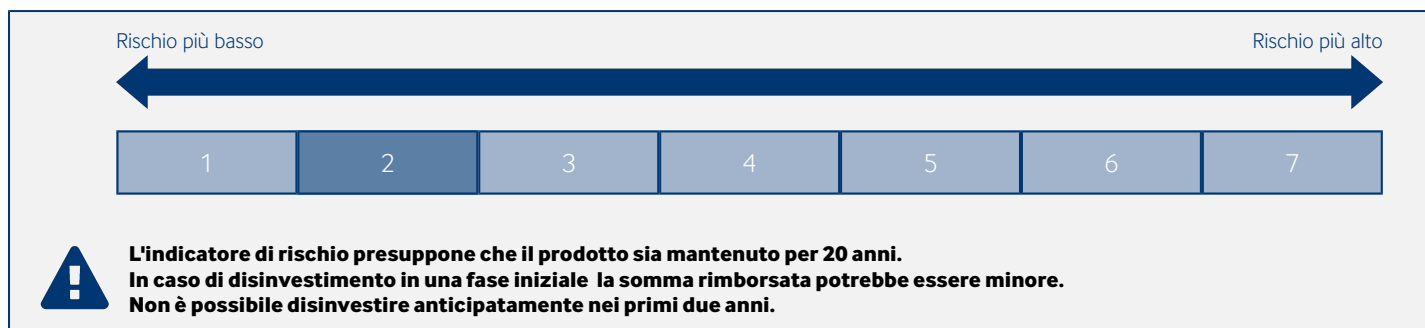 Rischio più basso Rischio più alto
1 2 3 4 5 6 7
L'indicatore di rischio presuppone che il prodotto sia mantenuto per 20 anni.
In caso di disinvestimento in una fase iniziale la somma rimborsata potrebbe essere minore.
Non è possibile disinvestire anticipatamente nei primi due anni.